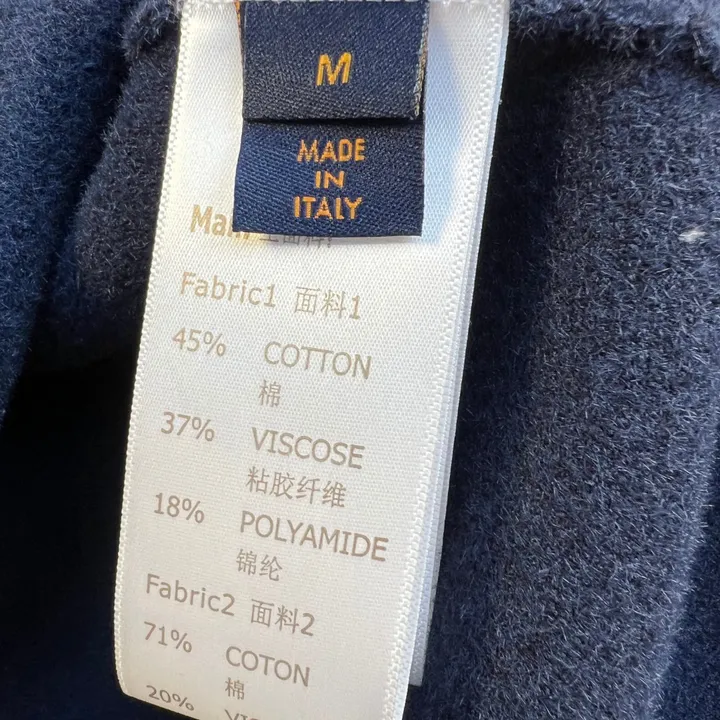 M
MADE
IN
ITALY
Fabric1 面料1
45% COTTON
棉
37% VISCOSE
粘胶纤维
18% POLYAMIDE
锦纶
Fabric2 面料2
71% COTON
棉
20%